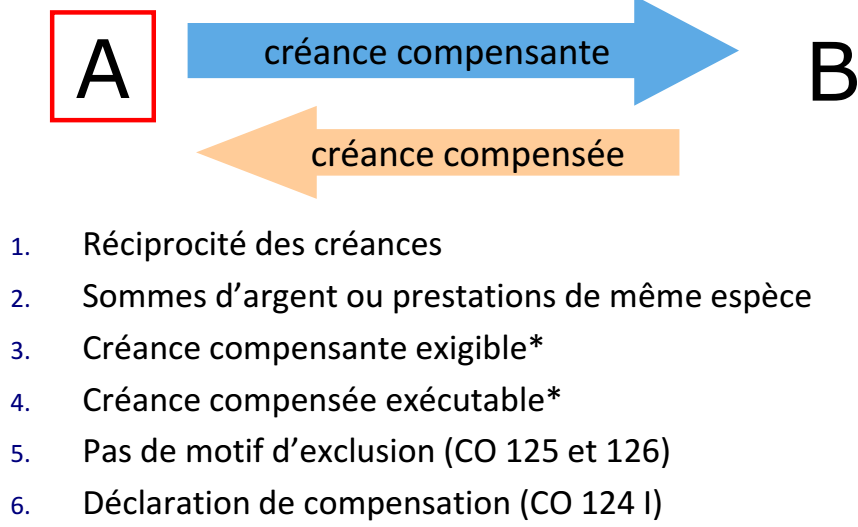 A
créance compensante
B
créance compensée
1. Réciprocité des créances
2. Sommes d’argent ou prestations de même espèce
3. Créance compensante exigible*
4. Créance compensée exécutable*
5. Pas de motif d’exclusion (CO 125 et 126)
6. Déclaration de compensation (CO 124 I)